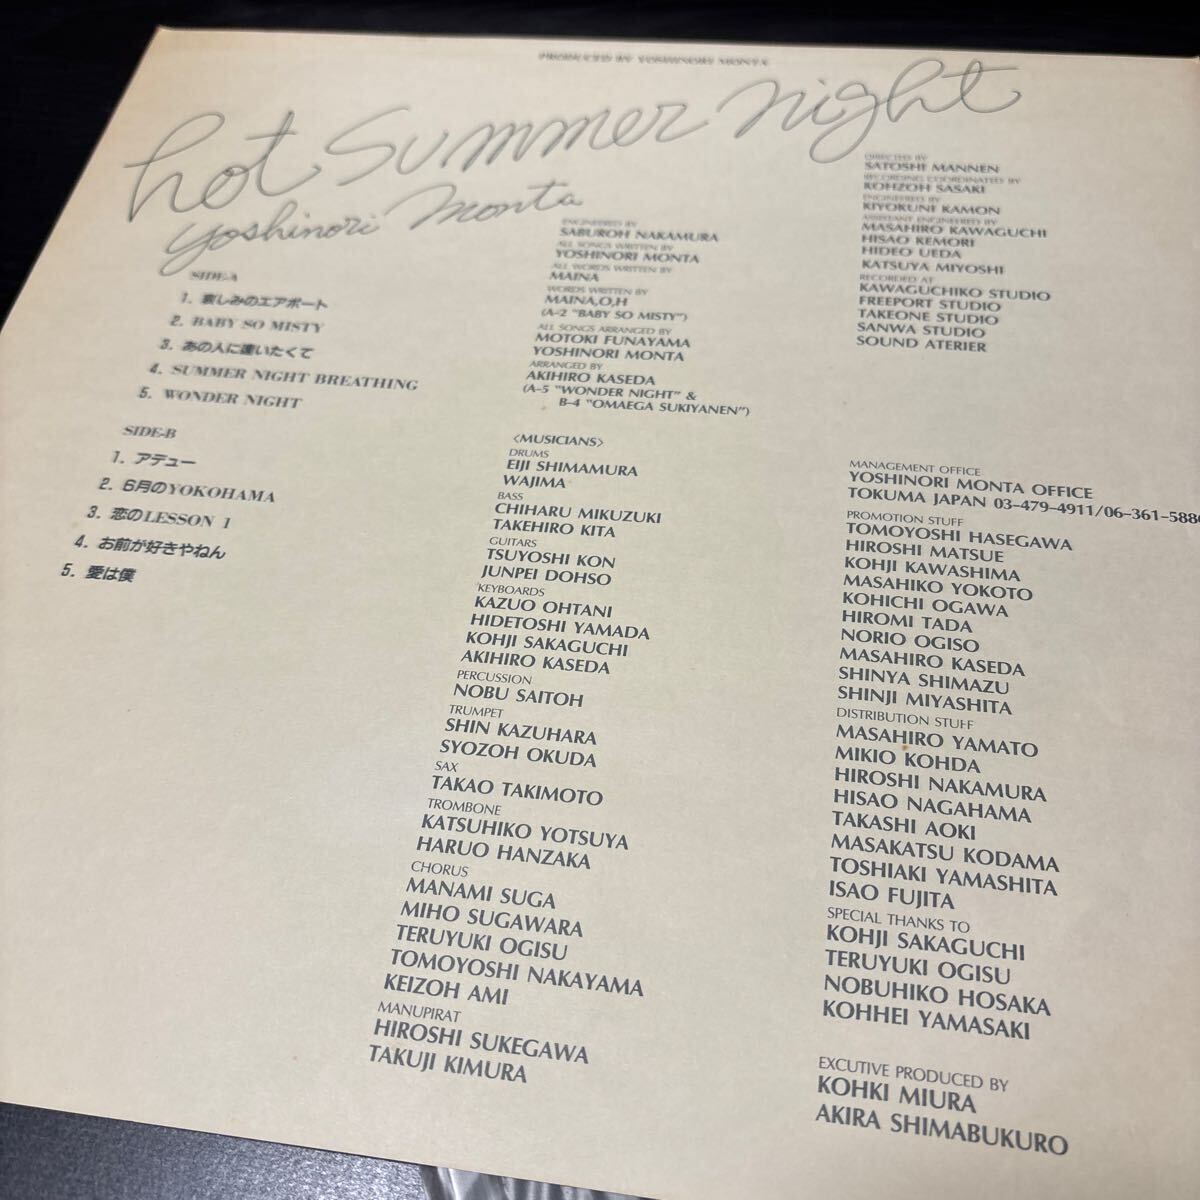 PRODUCED BY YOSHINORI MONTA
hot summer night
yoshinori monta
SIDE-A
1. 哀しみのエアポート
2. BABY SO MISTY
3. あの人に逢いたくて
4. SUMMER NIGHT BREATHING
5. WONDER NIGHT
SIDE-B
1. アデュー
2. 6月のYOKOHAMA
3. 恋のLESSON 1
4. お前が好きやねん
5. 愛は僕
ENGINEERED BY
SABUROH NAKAMURA
ALL SONGS WRITTEN BY
YOSHINORI MONTA
ALL WORDS WRITTEN BY
MAINA
WORDS WRITTEN BY
MAINA,O,H
(A-2 "BABY SO MISTY")
ALL SONGS ARRANGED BY
MOTOKI FUNAYAMA
YOSHINORI MONTA
ARRANGED BY
AKIHIRO KASEDA
(A-5 "WONDER NIGHT" &
B-4 "OMAEGA SUKIYANEN")
〈MUSICIANS〉
DRUMS
EIJI SHIMAMURA
WAJIMA
BASS
CHIHARU MIKUZUKI
TAKEHIRO KITA
GUITARS
TSUYOSHI KON
JUNPEI DOHSO
KEYBOARDS
KAZUO OHTANI
HIDETOSHI YAMADA
KOHJI SAKAGUCHI
AKIHIRO KASEDA
PERCUSSION
NOBU SAITOH
TRUMPET
SHIN KAZUHARA
SYOZOH OKUDA
SAX
TAKAO TAKIMOTO
TROMBONE
KATSUHIKO YOTSUYA
HARUO HANZAKA
CHORUS
MANAMI SUGA
MIHO SUGAWARA
TERUYUKI OGISU
TOMOYOSHI NAKAYAMA
KEIZOH AMI
MANUPIRAT
HIROSHI SUKEGAWA
TAKUJI KIMURA
DIRECTED BY
SATOSHI MANNEN
RECORDING COORDINATED BY
KOHZOH SASAKI
ENGINEERED BY
KIYOKUNI KAMON
ASSISTANT ENGINEERED BY
MASAHIRO KAWAGUCHI
HISAO KEMORI
HIDEO UEDA
KATSUYA MIYOSHI
RECORDED AT
KAWAGUCHIKO STUDIO
FREEPORT STUDIO
TAKEONE STUDIO
SANWA STUDIO
SOUND ATERIER
MANAGEMENT OFFICE
YOSHINORI MONTA OFFICE
TOKUMA JAPAN 03-479-4911/06-361-5886
PROMOTION STUFF
TOMOYOSHI HASEGAWA
HIROSHI MATSUE
KOHJI KAWASHIMA
MASAHIKO YOKOTO
KOHICHI OGAWA
HIROMI TADA
NORIO OGISO
MASAHIRO KASEDA
SHINYA SHIMAZU
SHINJI MIYASHITA
DISTRIBUTION STUFF
MASAHIRO YAMATO
MIKIO KOHDA
HIROSHI NAKAMURA
HISAO NAGAHAMA
TAKASHI AOKI
MASAKATSU KODAMA
TOSHIAKI YAMASHITA
ISAO FUJITA
SPECIAL THANKS TO
KOHJI SAKAGUCHI
TERUYUKI OGISU
NOBUHIKO HOSAKA
KOHHEI YAMASAKI
EXCUTIVE PRODUCED BY
KOHKI MIURA
AKIRA SHIMABUKURO